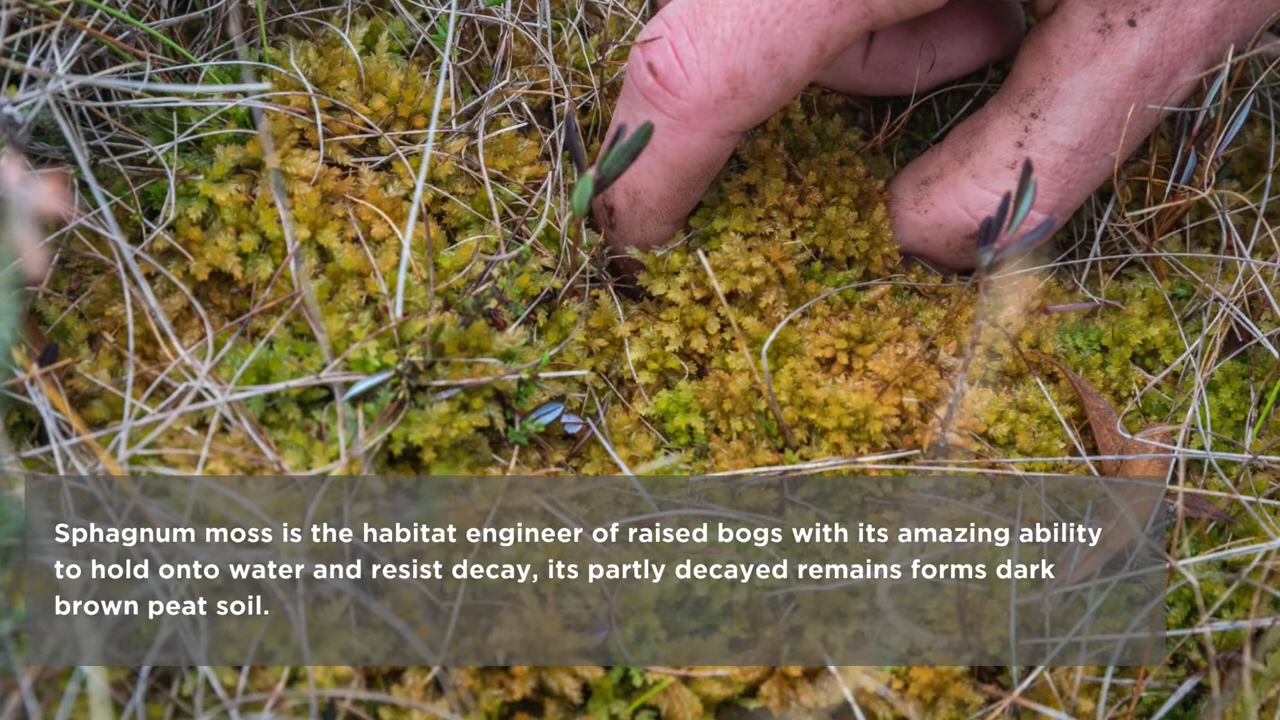 Sphagnum moss is the habitat engineer of raised bogs with its amazing ability
to hold onto water and resist decay, its partly decayed remains forms dark
brown peat soil.